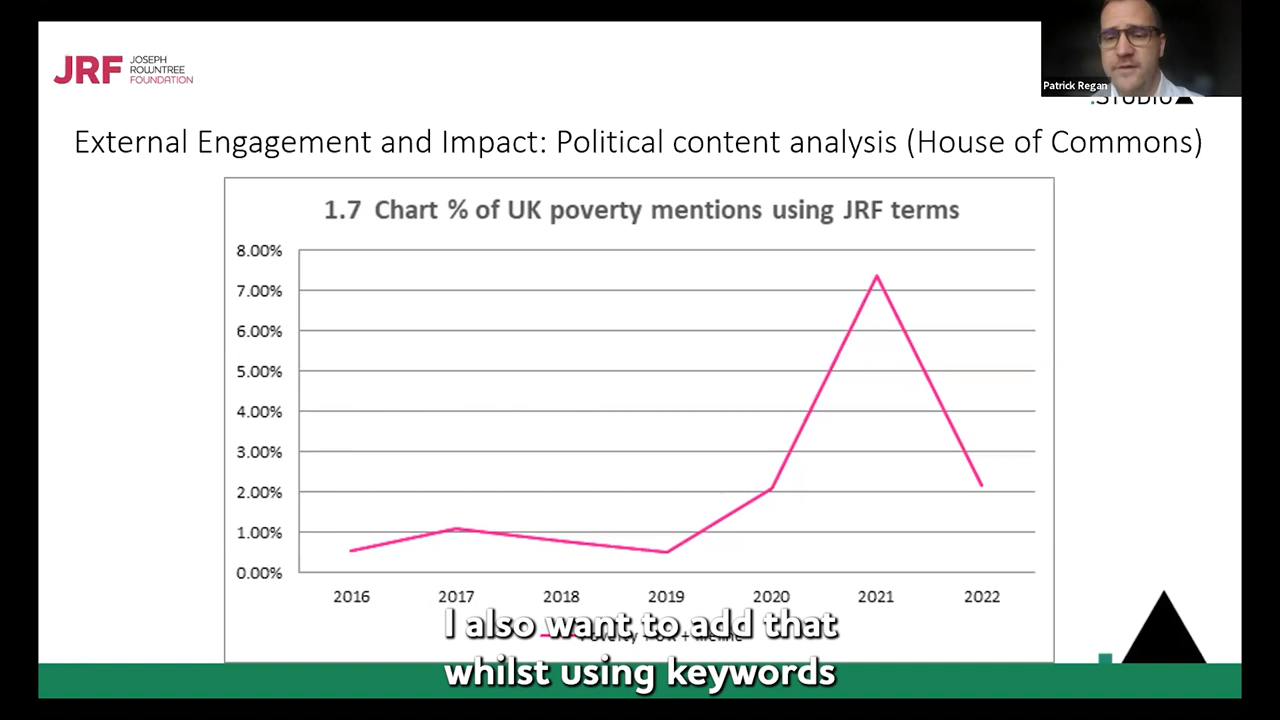 JRF JOSEPH
ROWNTREE
FOUNDATION
Patrick Regan
.STUDIO
External Engagement and Impact: Political content analysis (House of Commons)
1.7 Chart % of UK poverty mentions using JRF terms
8.00%
7.00%
6.00%
5.00%
4.00%
3.00%
2.00%
1.00%
0.00%
2016 2017 2018 2019 2020 2021 2022
I also want to add that
whilst using keywords